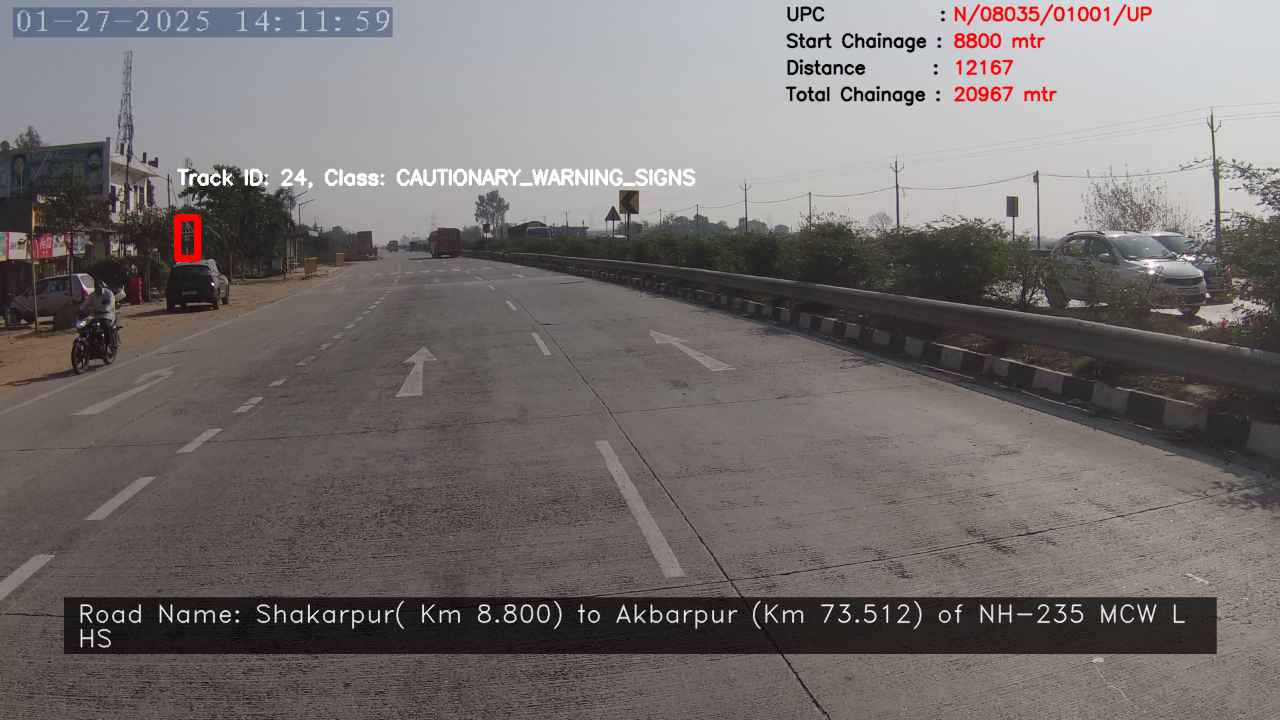 01-27-2025 14:11:59
UPC : N/08035/01001/UP
Start Chainage : 8800 mtr
Distance : 12167
Total Chainage : 20967 mtr
Track ID: 24, Class: CAUTIONARY_WARNING_SIGNS
Road Name: Shakarpur( Km 8.800) to Akbarpur (Km 73.512) of NH-235 MCW L
HS